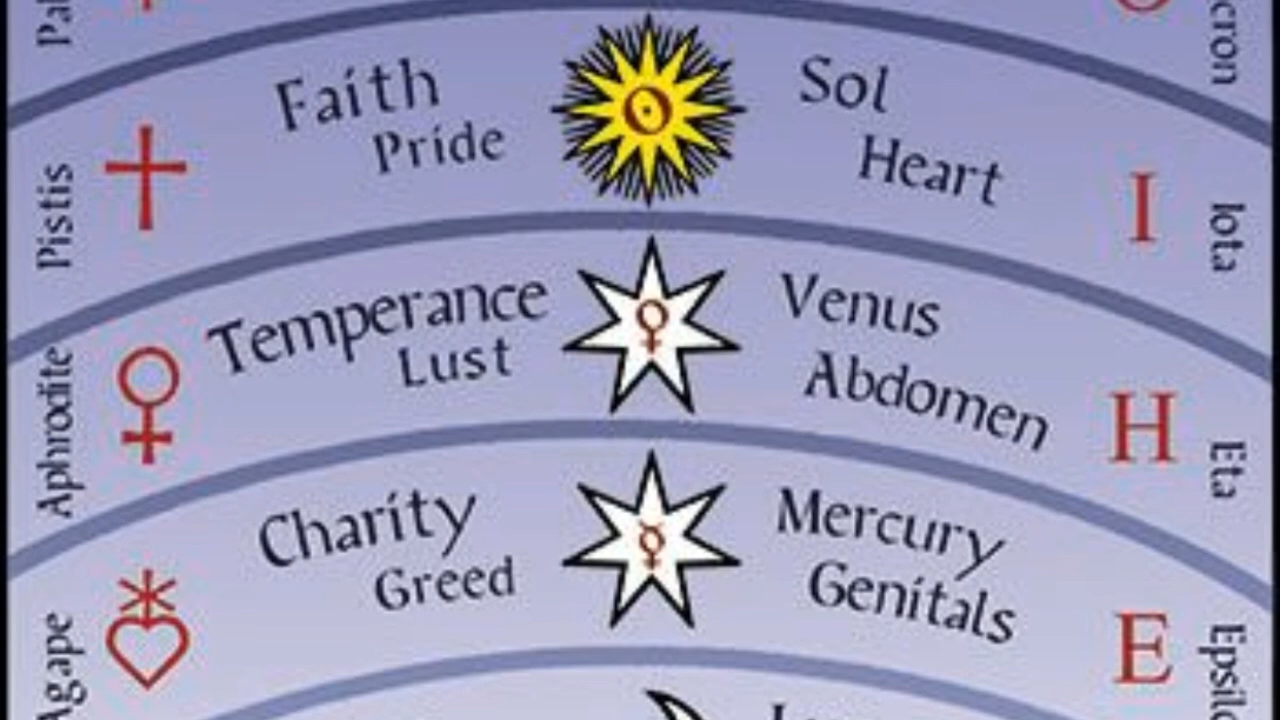 Faith
Pride
Sol
Heart
Pistis
I
Iota
Temperance
Lust
Venus
Abdomen
Aphrodite
H
Eta
Charity
Greed
Mercury
Genitals
Agape
E